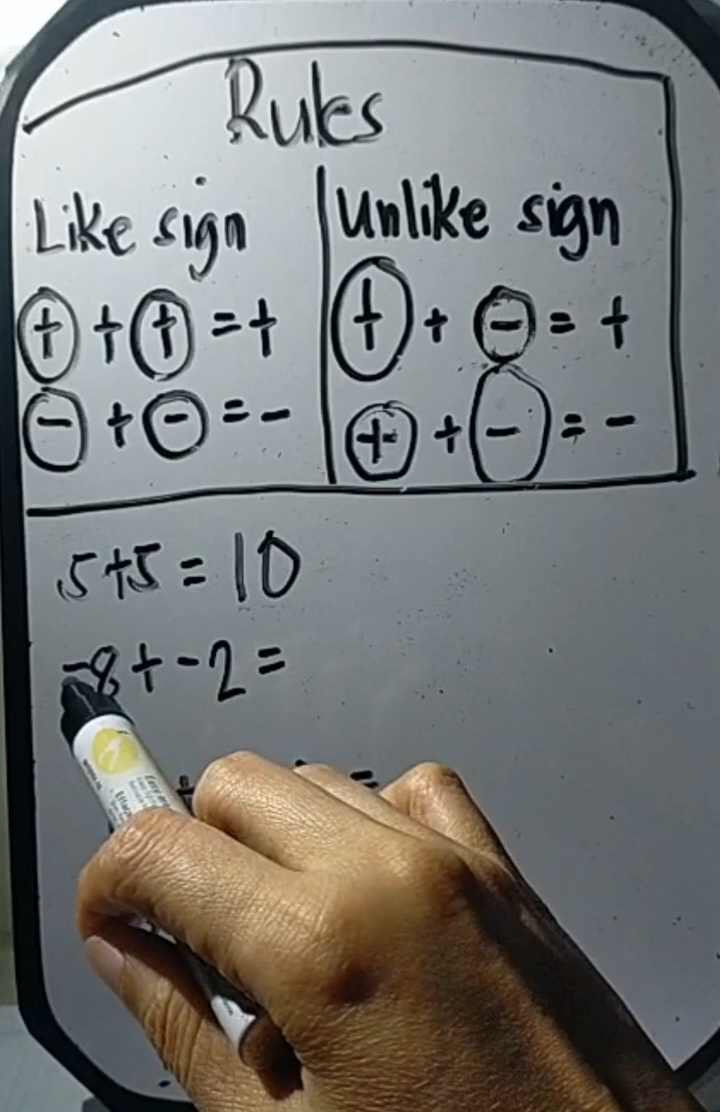 Rules
Like sign
Unlike sign
+ + + = +
+ + - = +
- + - = -
+ + - = -
5+5 = 10
-8 + -2 =
=